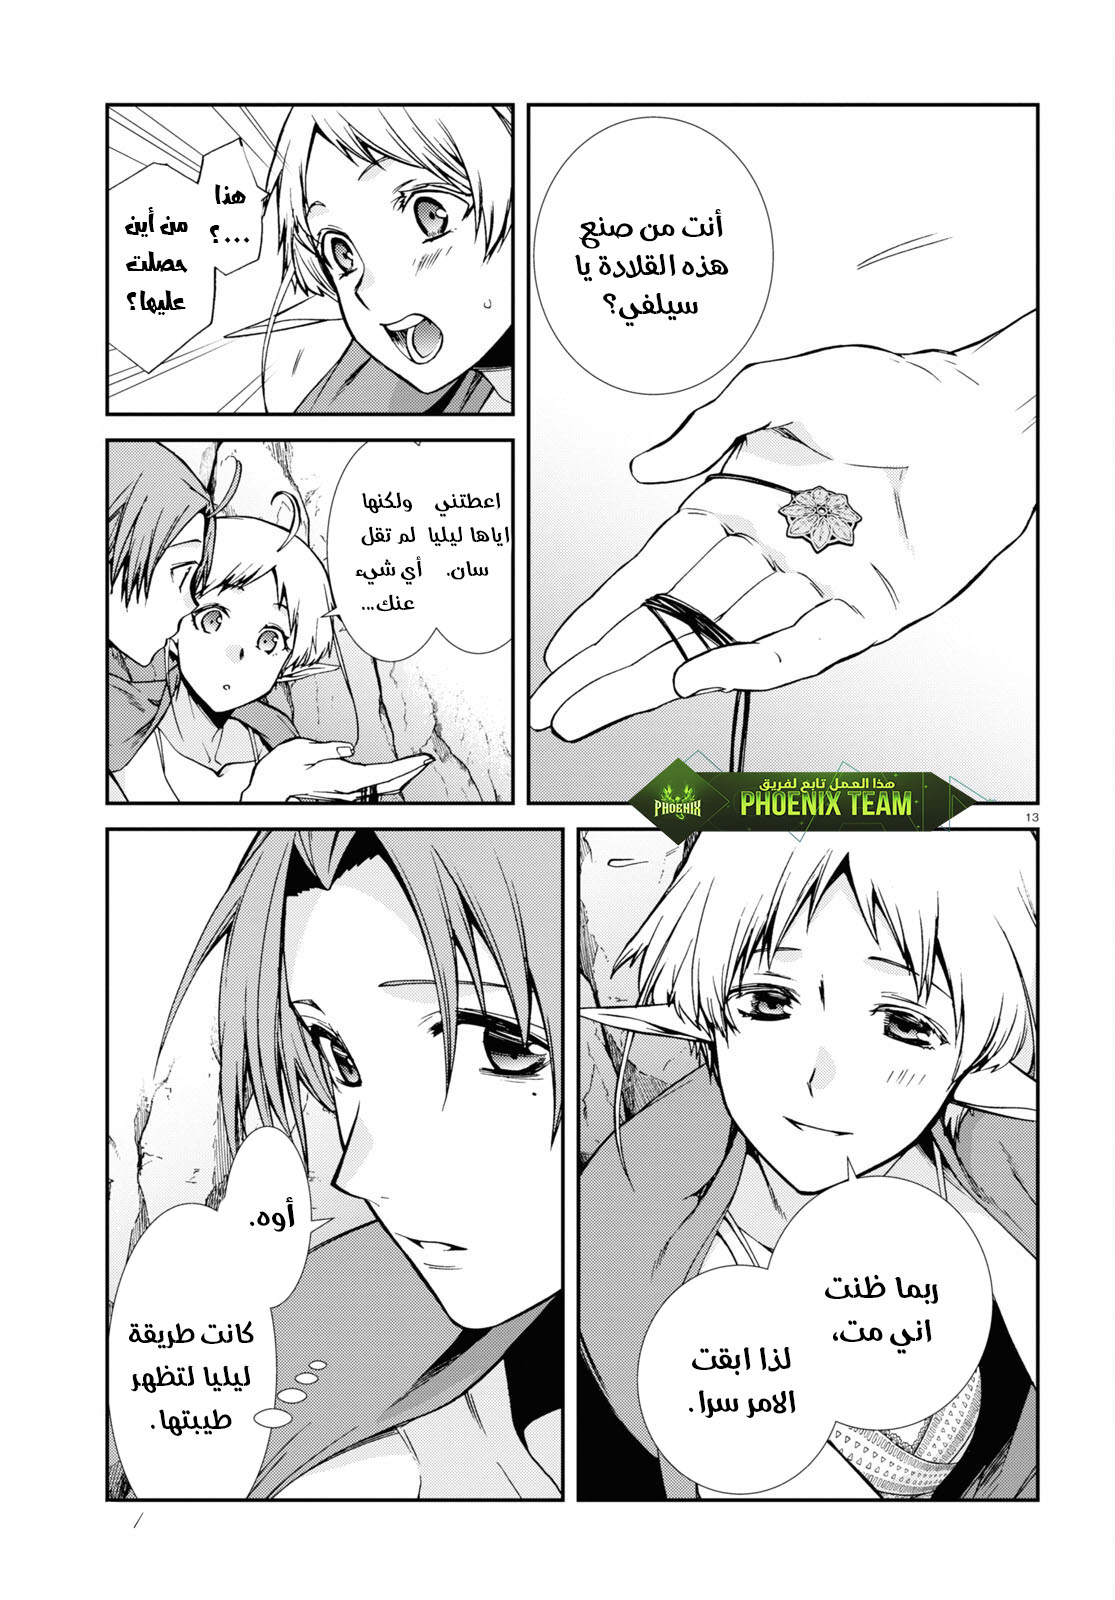 أنت من صنع
هذه القلادة يا
سيلفي؟
هذا
...؟
من أين
حصلت
عليها؟
اعطتني
اياها ليليا
سان.
ولكنها
لم تقل
أي شيء
عنك...
هذا العمل تابع لفريق
PHOENIX TEAM
PHOENIX
13
ربما ظنت
اني مت،
لذا ابقت
الامر سرا.
أوه.
كانت طريقة
ليليا لتظهر
طيبتها.